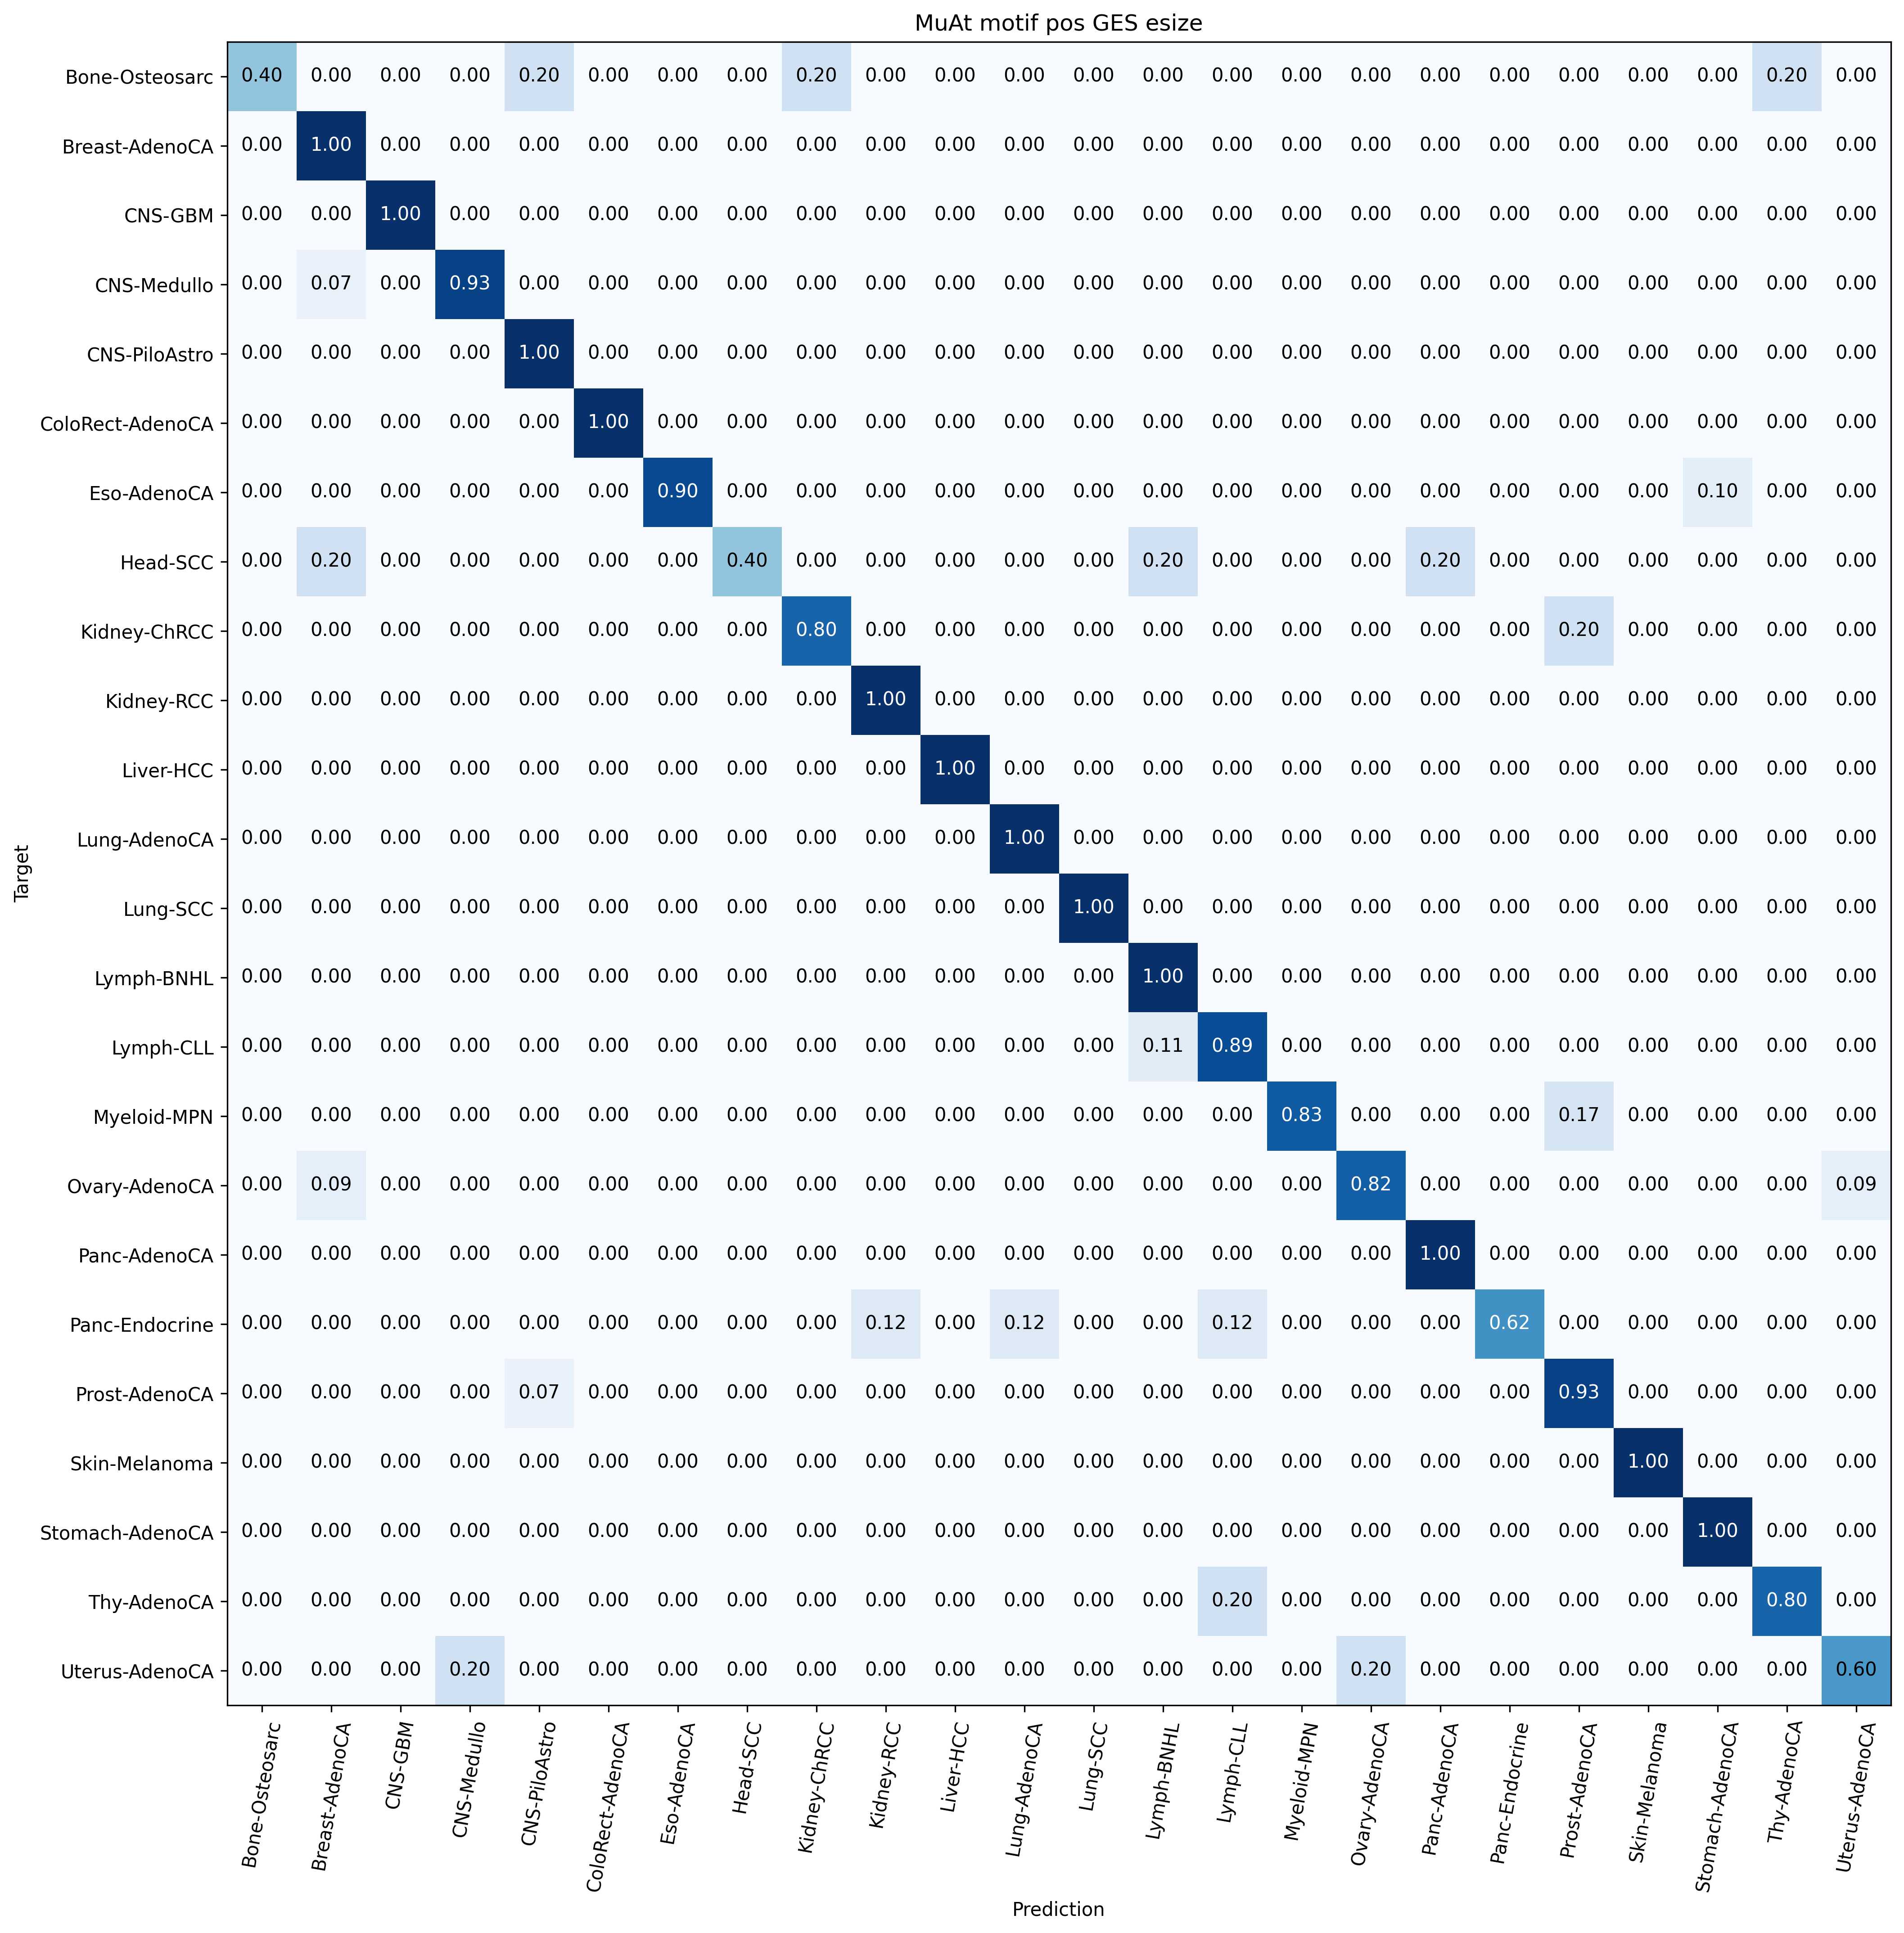 MuAt motif pos GES esize
Bone-Osteosarc 0.40 0.00 0.00 0.00 0.20 0.00 0.00 0.00 0.20 0.00 0.00 0.00 0.00 0.00 0.00 0.00 0.00 0.00 0.00 0.00 0.00 0.00 0.20 0.00
Breast-AdenoCA 0.00 1.00 0.00 0.00 0.00 0.00 0.00 0.00 0.00 0.00 0.00 0.00 0.00 0.00 0.00 0.00 0.00 0.00 0.00 0.00 0.00 0.00 0.00 0.00
CNS-GBM 0.00 0.00 1.00 0.00 0.00 0.00 0.00 0.00 0.00 0.00 0.00 0.00 0.00 0.00 0.00 0.00 0.00 0.00 0.00 0.00 0.00 0.00 0.00 0.00
CNS-Medullo 0.00 0.07 0.00 0.93 0.00 0.00 0.00 0.00 0.00 0.00 0.00 0.00 0.00 0.00 0.00 0.00 0.00 0.00 0.00 0.00 0.00 0.00 0.00 0.00
CNS-PiloAstro 0.00 0.00 0.00 0.00 1.00 0.00 0.00 0.00 0.00 0.00 0.00 0.00 0.00 0.00 0.00 0.00 0.00 0.00 0.00 0.00 0.00 0.00 0.00 0.00
ColoRect-AdenoCA 0.00 0.00 0.00 0.00 0.00 1.00 0.00 0.00 0.00 0.00 0.00 0.00 0.00 0.00 0.00 0.00 0.00 0.00 0.00 0.00 0.00 0.00 0.00 0.00
Eso-AdenoCA 0.00 0.00 0.00 0.00 0.00 0.00 0.90 0.00 0.00 0.00 0.00 0.00 0.00 0.00 0.00 0.00 0.00 0.00 0.00 0.00 0.00 0.10 0.00 0.00
Head-SCC 0.00 0.20 0.00 0.00 0.00 0.00 0.00 0.40 0.00 0.00 0.00 0.00 0.00 0.20 0.00 0.00 0.00 0.20 0.00 0.00 0.00 0.00 0.00 0.00
Kidney-ChRCC 0.00 0.00 0.00 0.00 0.00 0.00 0.00 0.00 0.80 0.00 0.00 0.00 0.00 0.00 0.00 0.00 0.00 0.00 0.00 0.20 0.00 0.00 0.00 0.00
Kidney-RCC 0.00 0.00 0.00 0.00 0.00 0.00 0.00 0.00 0.00 1.00 0.00 0.00 0.00 0.00 0.00 0.00 0.00 0.00 0.00 0.00 0.00 0.00 0.00 0.00
Liver-HCC 0.00 0.00 0.00 0.00 0.00 0.00 0.00 0.00 0.00 0.00 1.00 0.00 0.00 0.00 0.00 0.00 0.00 0.00 0.00 0.00 0.00 0.00 0.00 0.00
Lung-AdenoCA 0.00 0.00 0.00 0.00 0.00 0.00 0.00 0.00 0.00 0.00 0.00 1.00 0.00 0.00 0.00 0.00 0.00 0.00 0.00 0.00 0.00 0.00 0.00 0.00
Lung-SCC 0.00 0.00 0.00 0.00 0.00 0.00 0.00 0.00 0.00 0.00 0.00 0.00 1.00 0.00 0.00 0.00 0.00 0.00 0.00 0.00 0.00 0.00 0.00 0.00
Lymph-BNHL 0.00 0.00 0.00 0.00 0.00 0.00 0.00 0.00 0.00 0.00 0.00 0.00 0.00 1.00 0.00 0.00 0.00 0.00 0.00 0.00 0.00 0.00 0.00 0.00
Lymph-CLL 0.00 0.00 0.00 0.00 0.00 0.00 0.00 0.00 0.00 0.00 0.00 0.00 0.00 0.11 0.89 0.00 0.00 0.00 0.00 0.00 0.00 0.00 0.00 0.00
Myeloid-MPN 0.00 0.00 0.00 0.00 0.00 0.00 0.00 0.00 0.00 0.00 0.00 0.00 0.00 0.00 0.00 0.83 0.00 0.00 0.00 0.17 0.00 0.00 0.00 0.00
Ovary-AdenoCA 0.00 0.09 0.00 0.00 0.00 0.00 0.00 0.00 0.00 0.00 0.00 0.00 0.00 0.00 0.00 0.00 0.82 0.00 0.00 0.00 0.00 0.00 0.00 0.09
Panc-AdenoCA 0.00 0.00 0.00 0.00 0.00 0.00 0.00 0.00 0.00 0.00 0.00 0.00 0.00 0.00 0.00 0.00 0.00 1.00 0.00 0.00 0.00 0.00 0.00 0.00
Panc-Endocrine 0.00 0.00 0.00 0.00 0.00 0.00 0.00 0.00 0.00 0.12 0.00 0.12 0.00 0.00 0.12 0.00 0.00 0.00 0.62 0.00 0.00 0.00 0.00 0.00
Prost-AdenoCA 0.00 0.00 0.00 0.00 0.07 0.00 0.00 0.00 0.00 0.00 0.00 0.00 0.00 0.00 0.00 0.00 0.00 0.00 0.00 0.93 0.00 0.00 0.00 0.00
Skin-Melanoma 0.00 0.00 0.00 0.00 0.00 0.00 0.00 0.00 0.00 0.00 0.00 0.00 0.00 0.00 0.00 0.00 0.00 0.00 0.00 0.00 1.00 0.00 0.00 0.00
Stomach-AdenoCA 0.00 0.00 0.00 0.00 0.00 0.00 0.00 0.00 0.00 0.00 0.00 0.00 0.00 0.00 0.00 0.00 0.00 0.00 0.00 0.00 0.00 1.00 0.00 0.00
Thy-AdenoCA 0.00 0.00 0.00 0.00 0.00 0.00 0.00 0.00 0.00 0.00 0.00 0.00 0.00 0.00 0.20 0.00 0.00 0.00 0.00 0.00 0.00 0.00 0.80 0.00
Uterus-AdenoCA 0.00 0.00 0.00 0.20 0.00 0.00 0.00 0.00 0.00 0.00 0.00 0.00 0.00 0.00 0.00 0.00 0.20 0.00 0.00 0.00 0.00 0.00 0.00 0.60
Target
Bone-Osteosarc
Breast-AdenoCA
CNS-GBM
CNS-Medullo
CNS-PiloAstro
ColoRect-AdenoCA
Eso-AdenoCA
Head-SCC
Kidney-ChRCC
Kidney-RCC
Liver-HCC
Lung-AdenoCA
Lung-SCC
Lymph-BNHL
Lymph-CLL
Myeloid-MPN
Ovary-AdenoCA
Panc-AdenoCA
Panc-Endocrine
Prost-AdenoCA
Skin-Melanoma
Stomach-AdenoCA
Thy-AdenoCA
Uterus-AdenoCA
Prediction